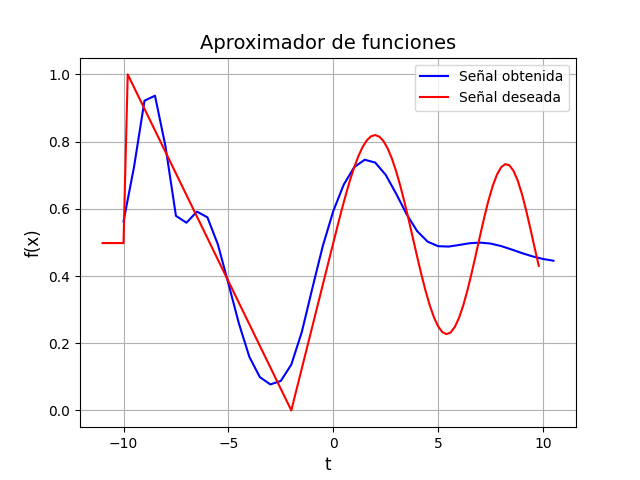 Aproximador de funciones
Señal obtenida
Señal deseada
f(x)
1.0
0.8
0.6
0.4
0.2
0.0
−10
−5
0
5
10
t